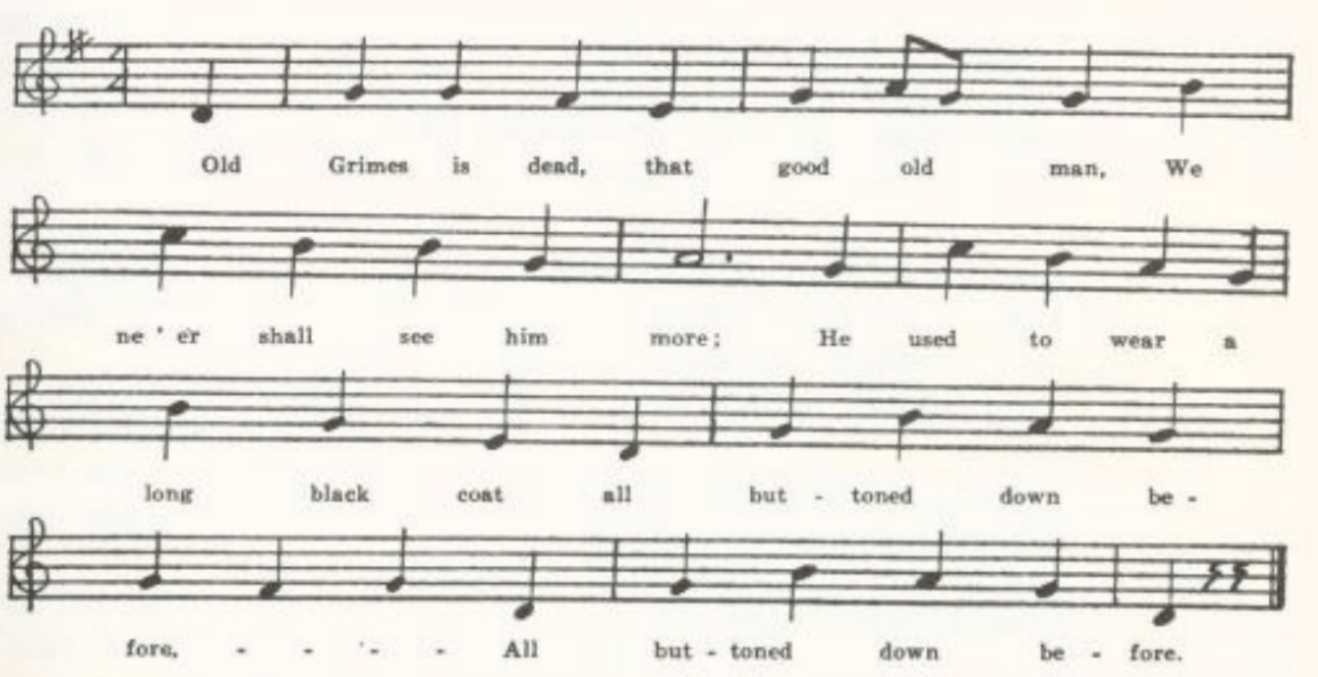 Old Grimes is dead, that good old man, We
ne ' er shall see him more; He used to wear a
long black coat all but - toned down be -
fore, - - - - All but - toned down be - fore.